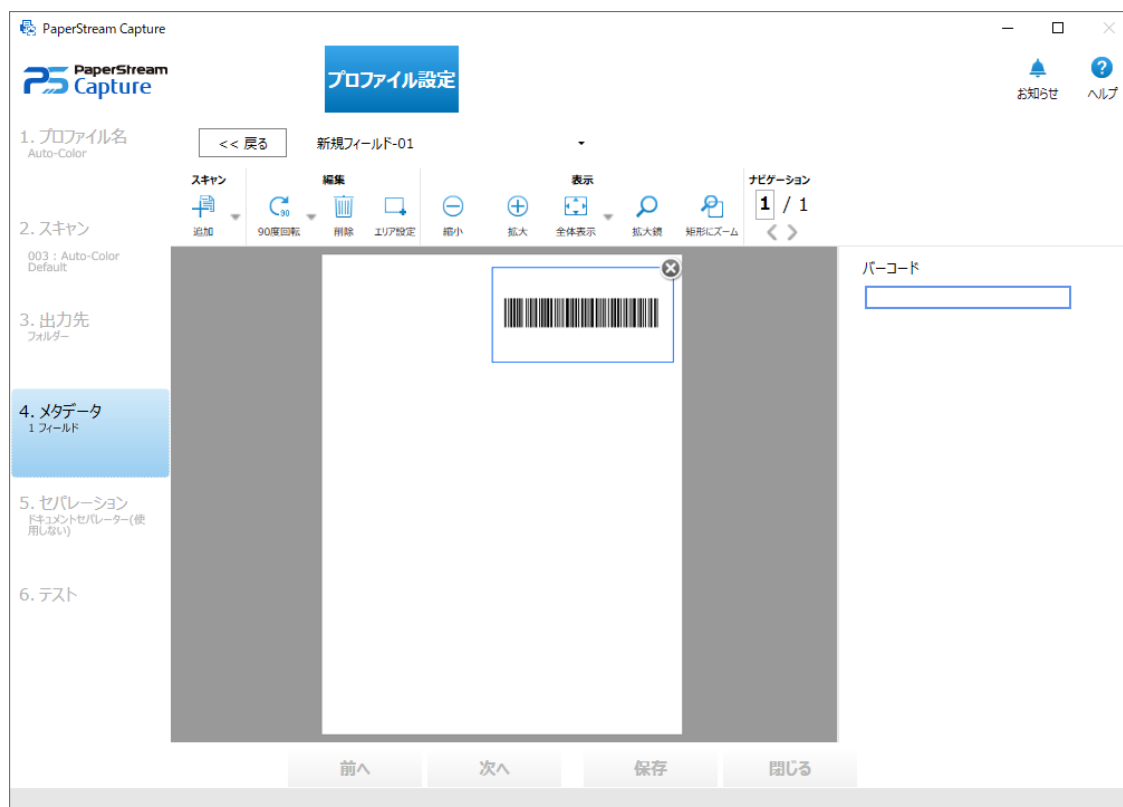 PaperStream Capture
PaperStream
Capture
プロファイル設定
お知らせ
ヘルプ
1. プロファイル名
Auto-Color
2. スキャン
003 : Auto-Color
Default
3. 出力先
フォルダー
4. メタデータ
1 フィールド
5. セパレーション
ドキュメントセパレーター(使
用しない)
6. テスト
<< 戻る
新規フィールド-01
スキャン
編集
表示
ナビゲーション
90
1 / 1
追加
90度回転
削除
エリア設定
縮小
拡大
全体表示
拡大鏡
矩形にズーム
バーコード
前へ
次へ
保存
閉じる